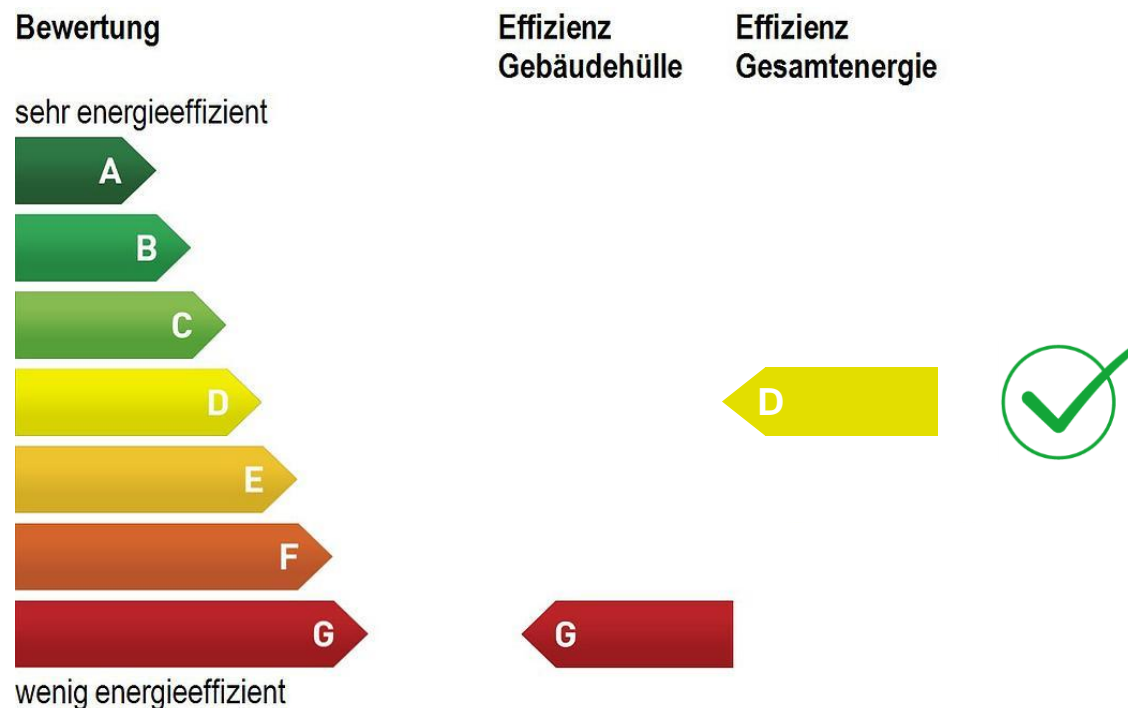 Bewertung
Effizienz
Gebäudehülle
Effizienz
Gesamtenergie
sehr energieeffizient
A
B
C
D
D
E
F
G
G
wenig energieeffizient